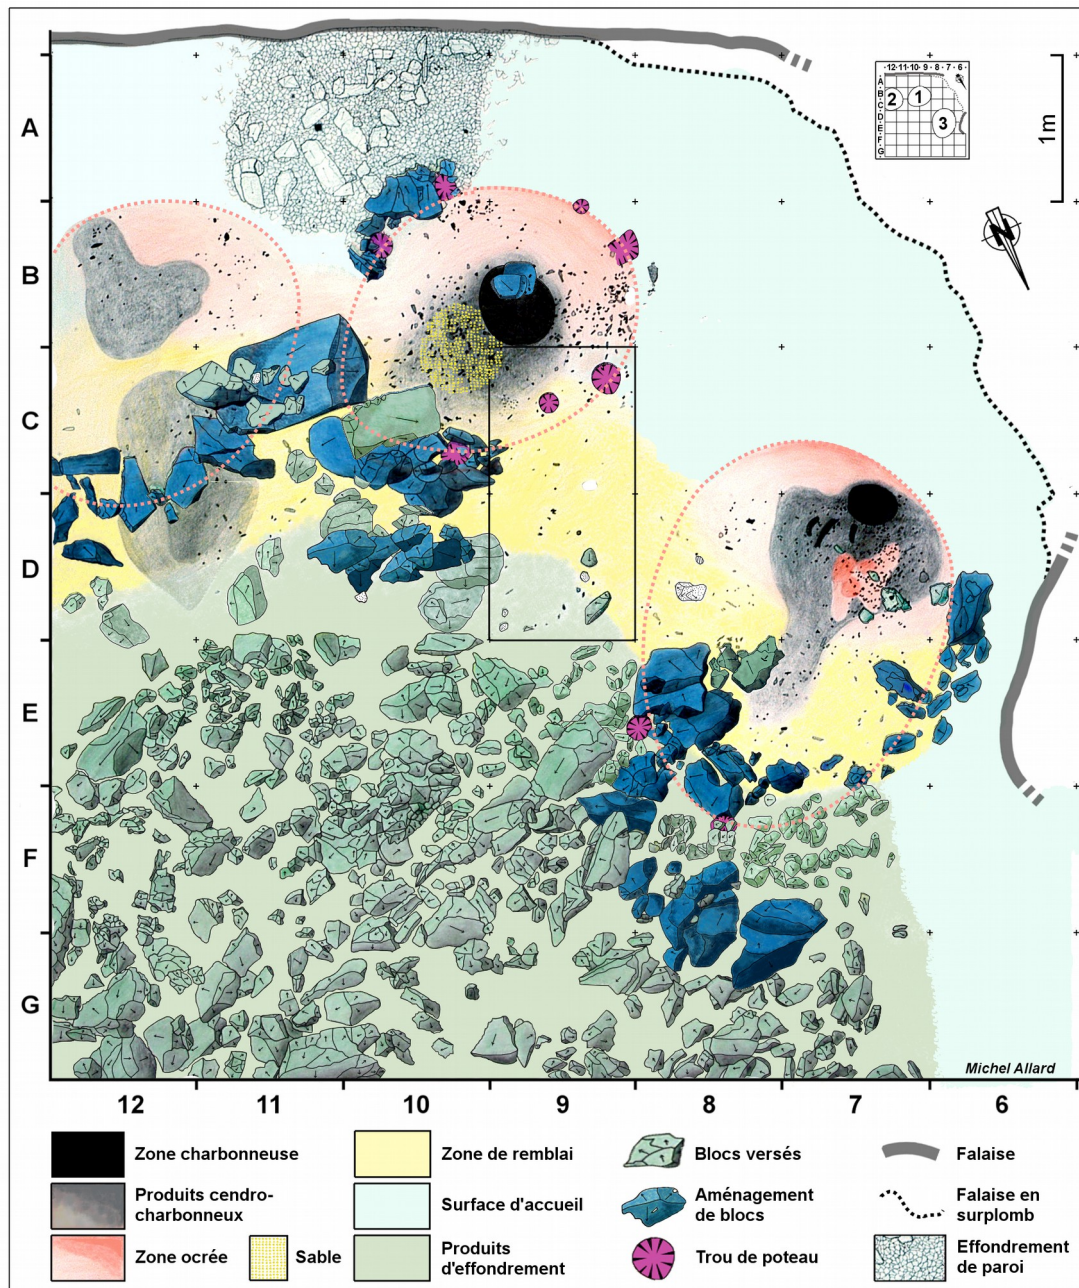 12 11 10 9 8 7 6
A
B
C
D
E
F
G
1
2
3
1m
N
A
B
C
D
E
F
G
Michel Allard
12 11 10 9 8 7 6
Zone charbonneuse
Zone de remblai
Blocs versés
Falaise
Produits cendro-
charbonneux
Surface d'accueil
Aménagement
de blocs
Falaise en
surplomb
Zone ocrée
Sable
Produits
d'effondrement
Trou de poteau
Effondrement
de paroi